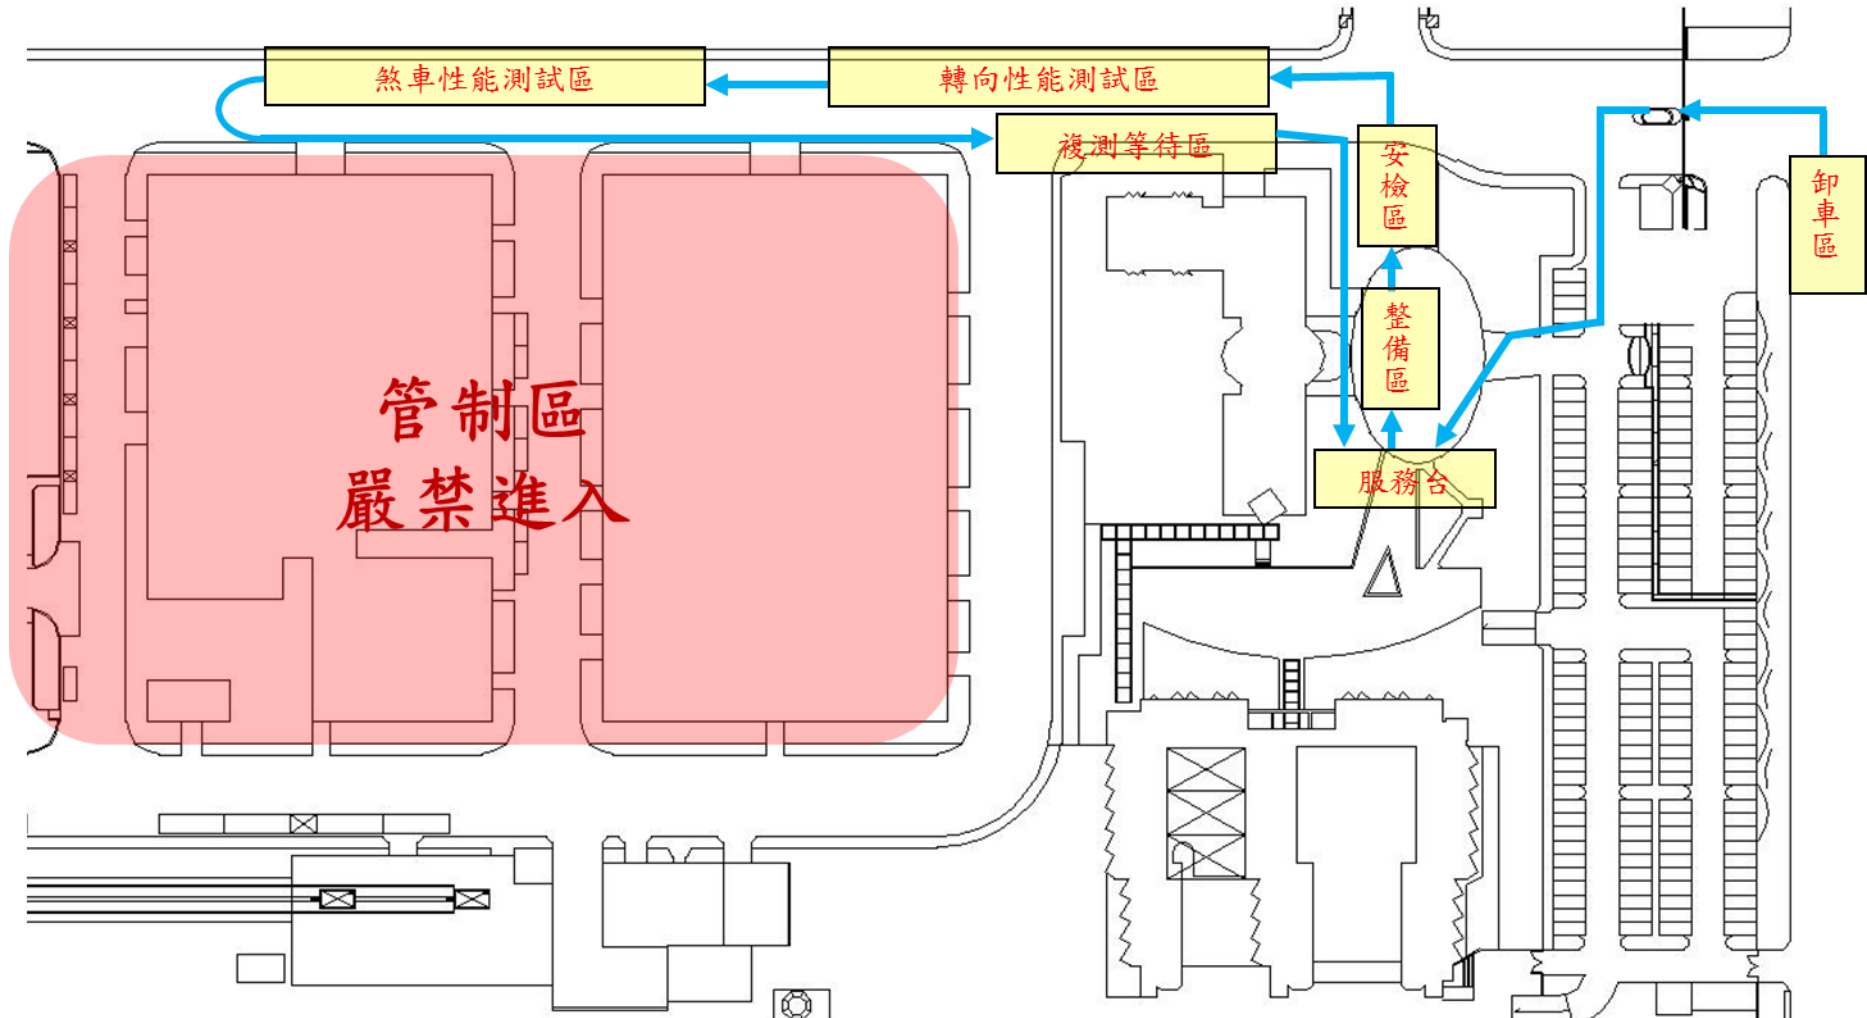 煞車性能測試區
轉向性能測試區
複測等待區
安檢區
卸車區
整備區
管制區
嚴禁進入
服務台